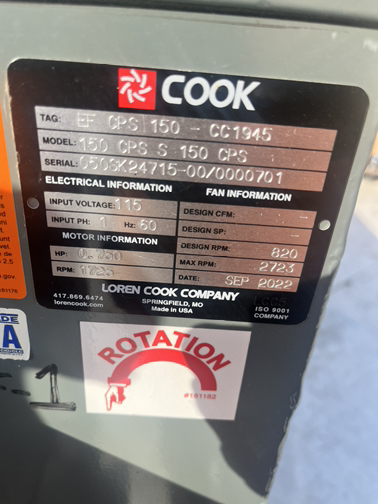 COOK
TAG: EF CPS 150 - CC1945
MODEL: 150 CPS S 150 CPS
SERIAL: 050SK24715-00/0000701
ELECTRICAL INFORMATION FAN INFORMATION
INPUT VOLTAGE: 115 DESIGN CFM: -
INPUT PH: 1 Hz: 60 DESIGN SP: -
MOTOR INFORMATION DESIGN RPM: 820
HP: MAX RPM: 2723
RPM: 1725 DATE: SEP 2022
LOREN COOK COMPANY
417.869.6474 SPRINGFIELD, MO
lorencook.com Made in USA
ISO 9001
COMPANY
ROTATION
#161182